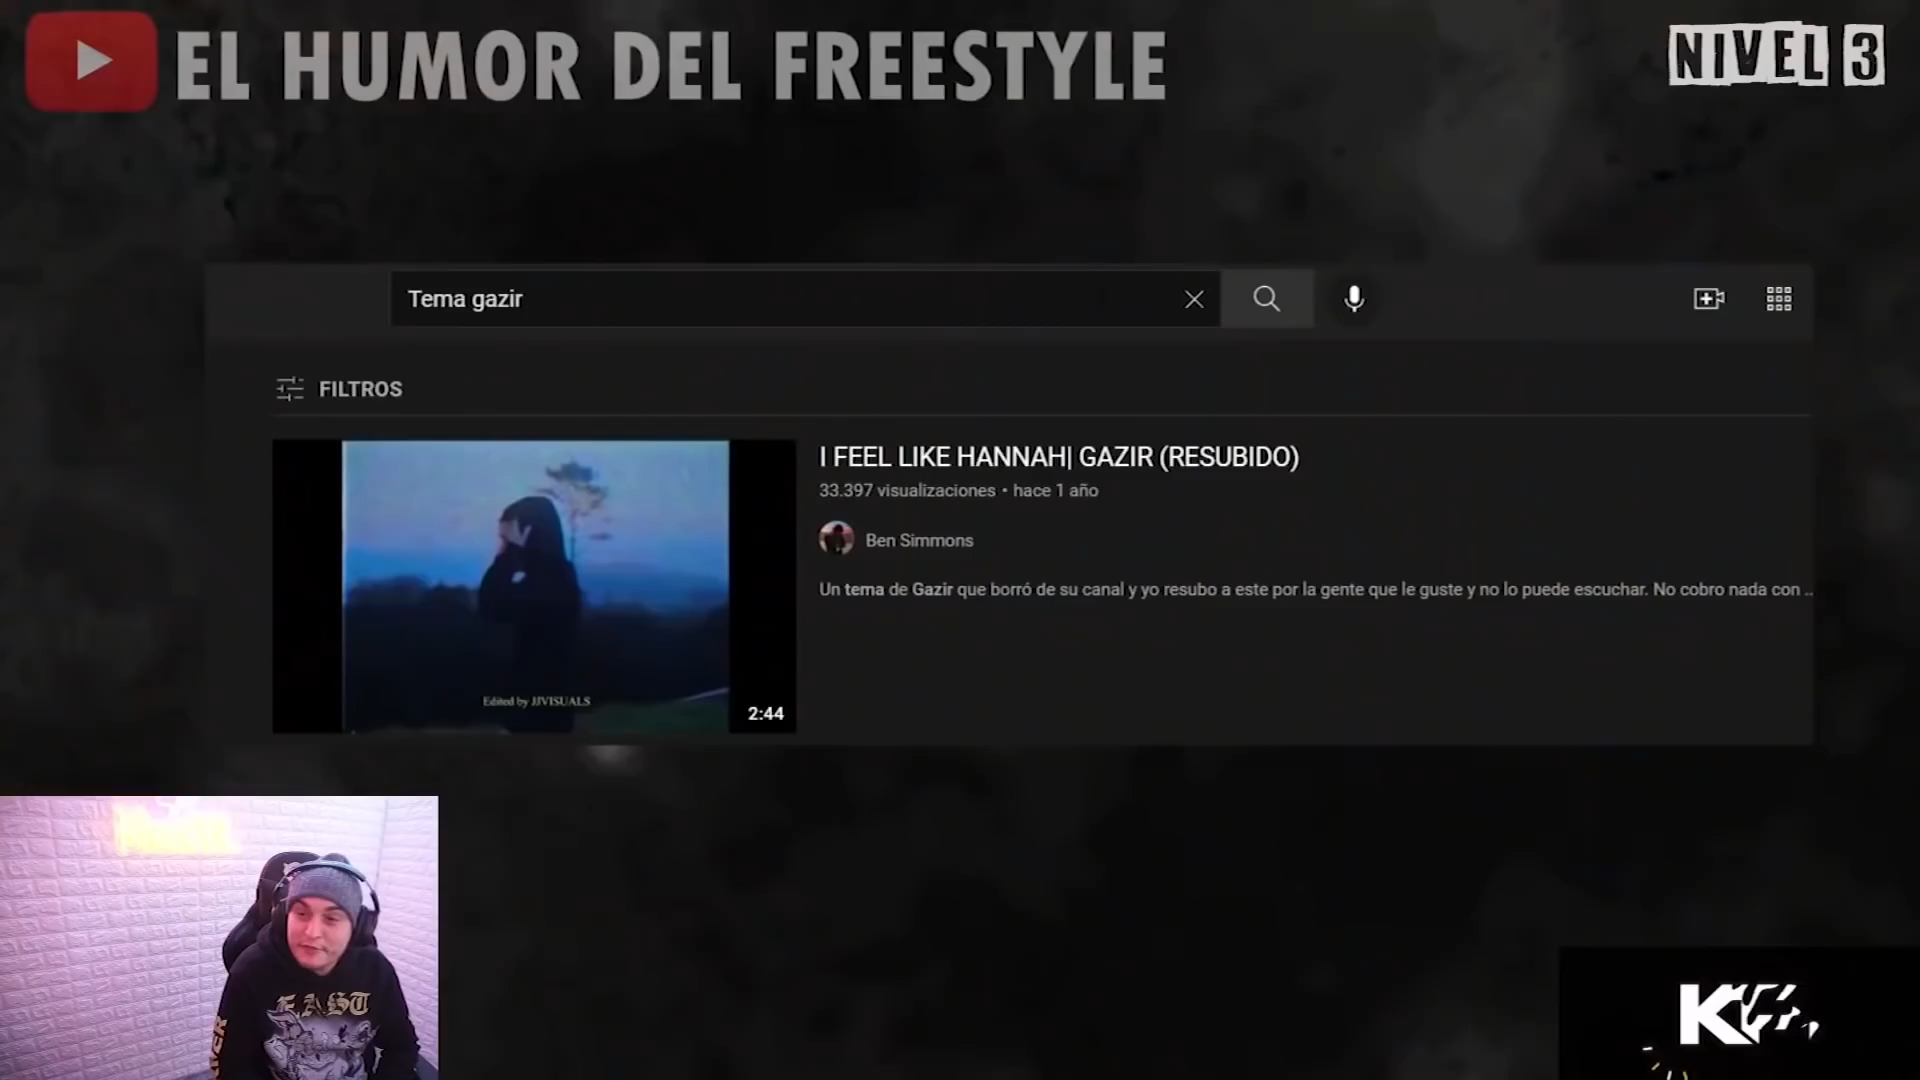 EL HUMOR DEL FREESTYLE
NIVEL 3
Tema gazir
FILTROS
I FEEL LIKE HANNAH| GAZIR (RESUBIDO)
33.397 visualizaciones • hace 1 año
Ben Simmons
Un tema de Gazir que borró de su canal y yo resubo a este por la gente que le guste y no lo puede escuchar. No cobro nada con ..
Edited by JJVISUALS
2:44
EAST
K